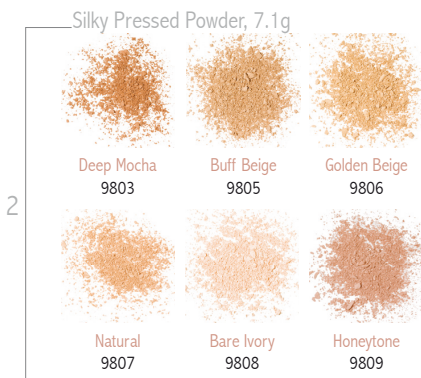 Silky Pressed Powder, 7.1g
Deep Mocha
9803
Buff Beige
9805
Golden Beige
9806
2
Natural
9807
Bare Ivory
9808
Honeytone
9809